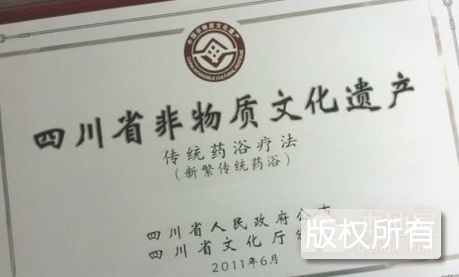 四川省非物质文化遗产
传统药浴疗法
（新繁传统药浴）
四川省人民政府公布
四川省文化厅
2011年6月
版权所有